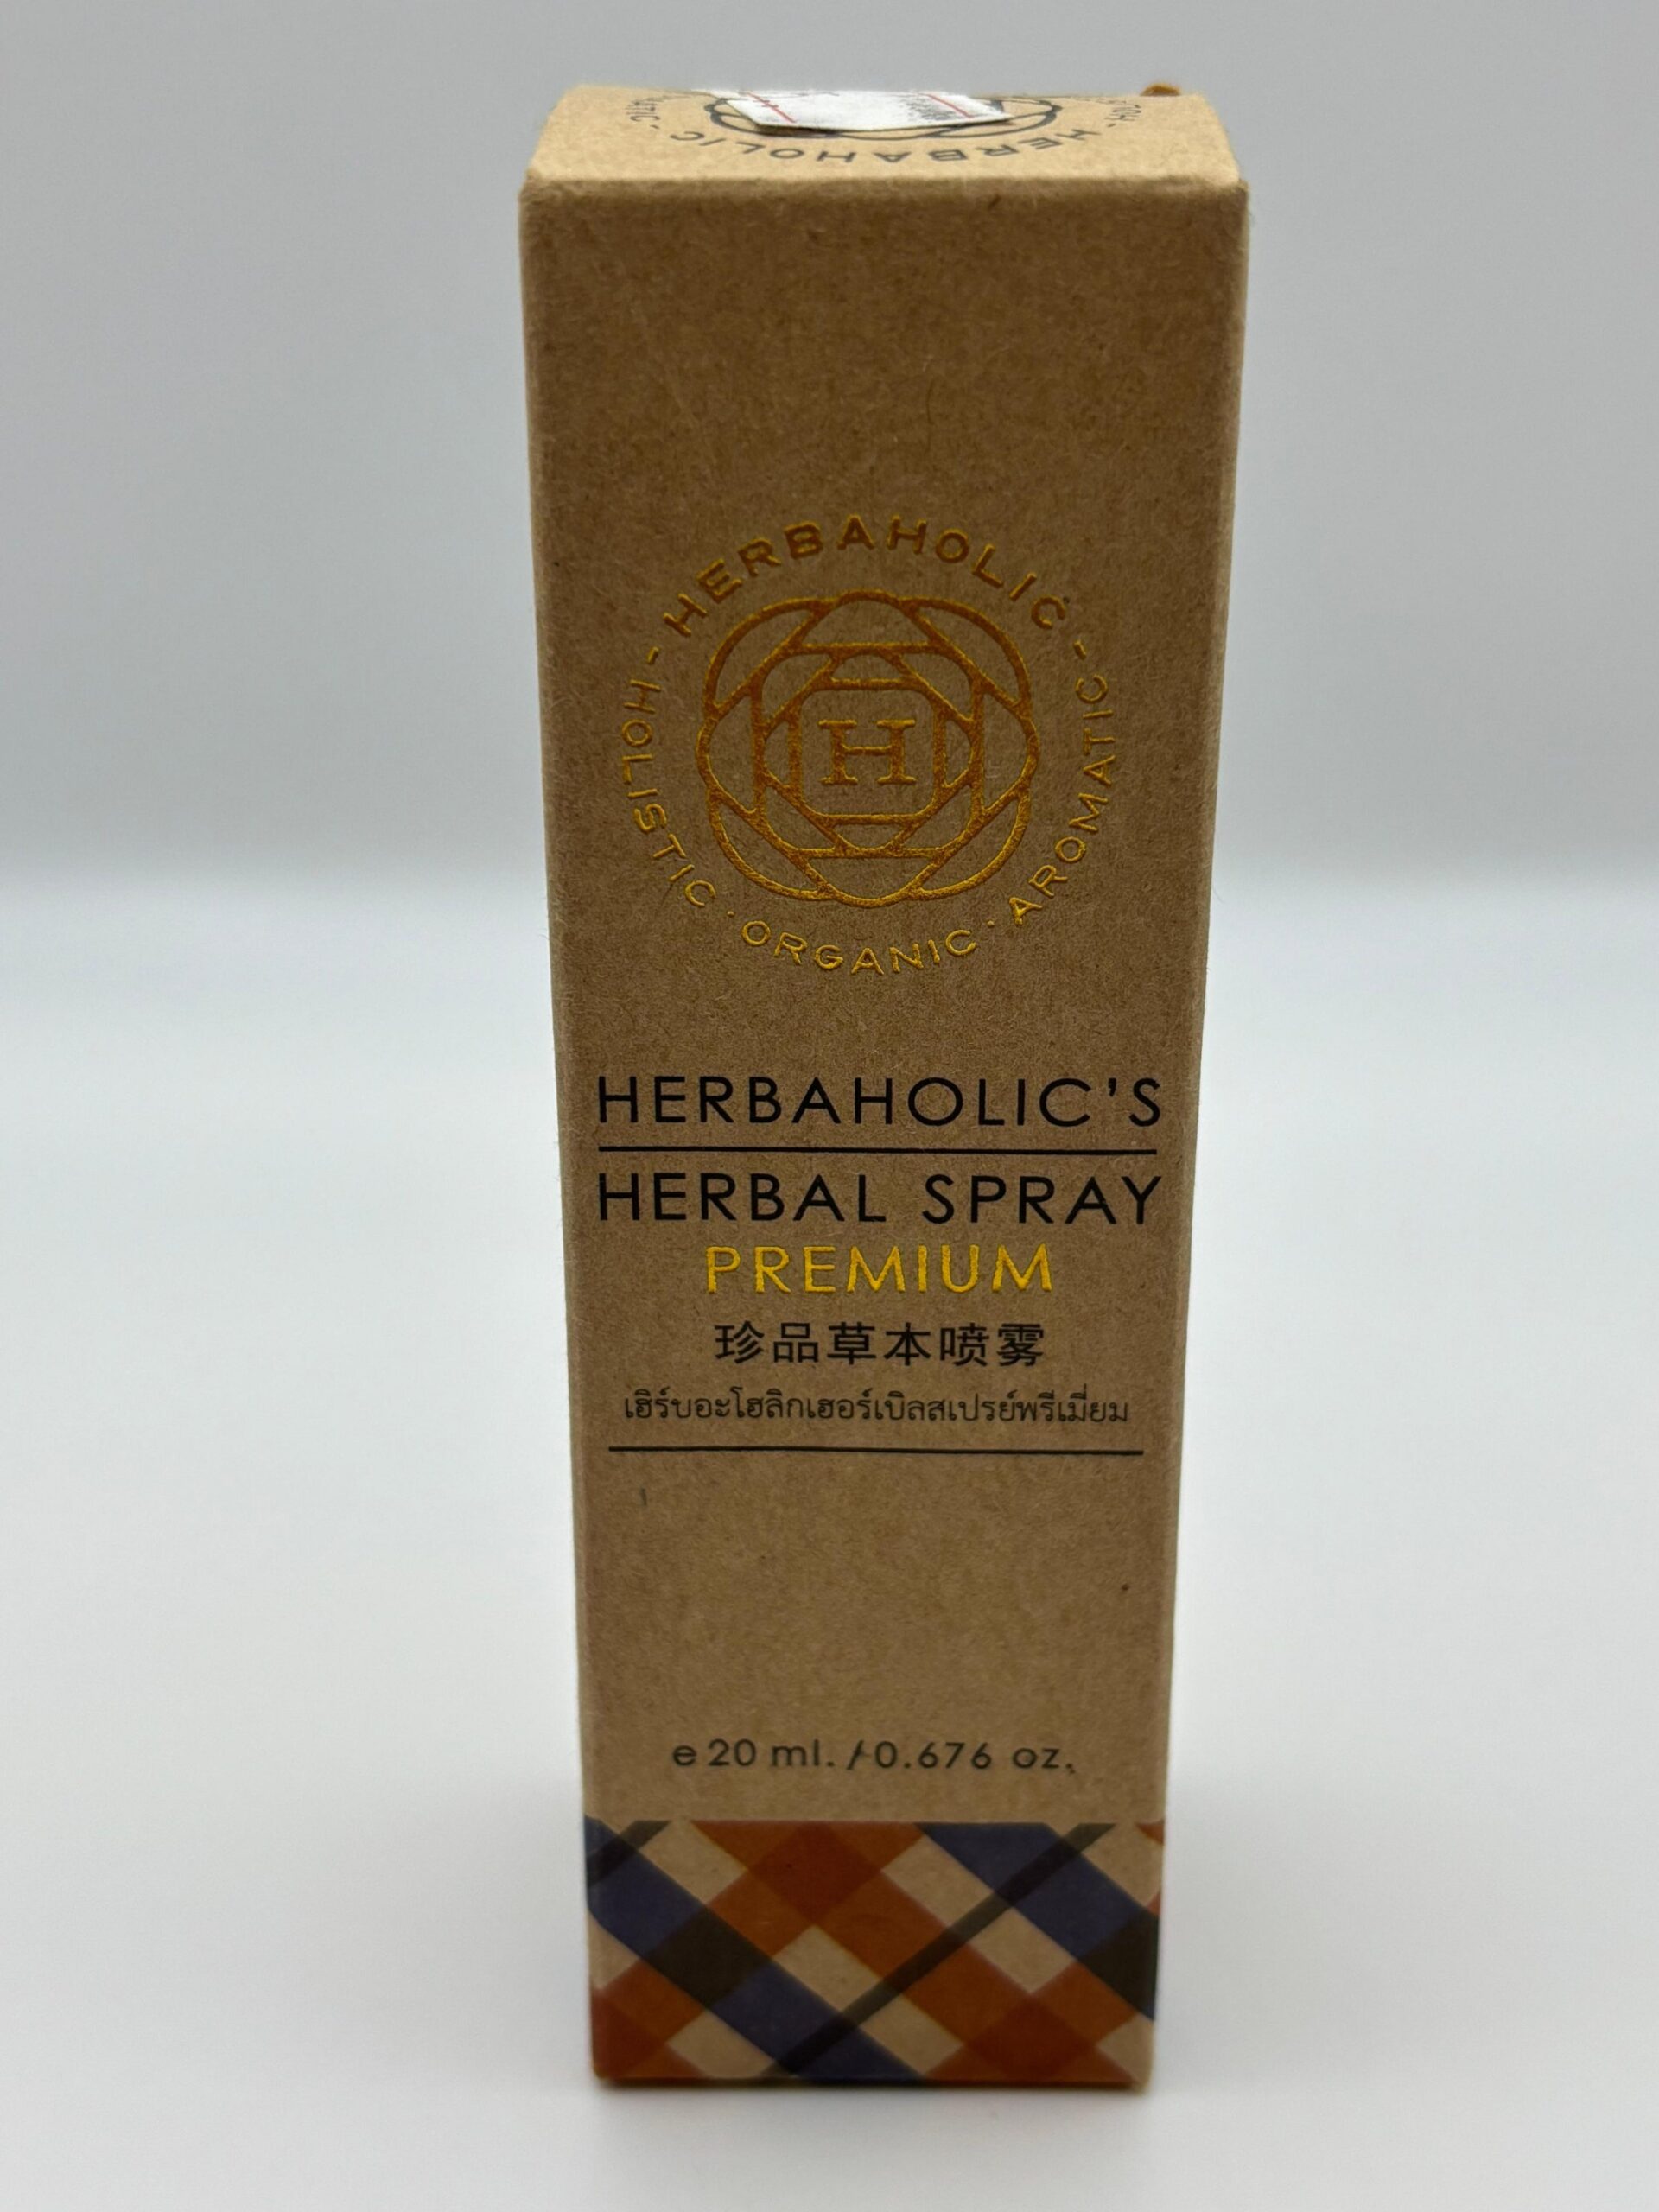 HERBAHOLIC
- HERBAHOLIC -
HOLISTIC · ORGANIC · AROMATIC
H
HERBAHOLIC'S
HERBAL SPRAY
PREMIUM
珍品草本喷雾
เฮิร์บอะโฮลิกเฮอร์เบิลสเปรย์พรีเมี่ยม
e 20 ml. / 0.676 oz.